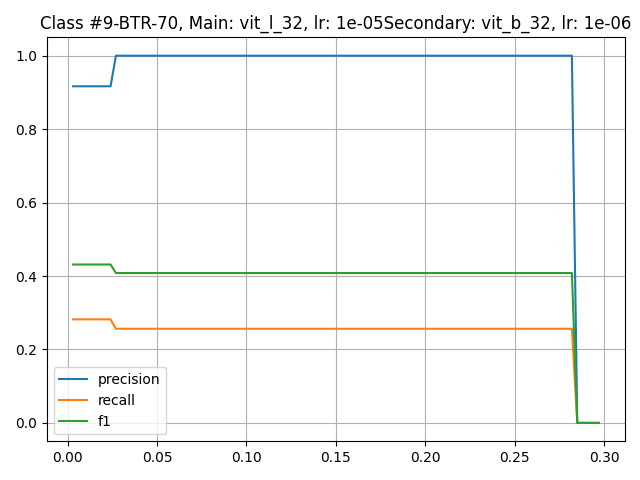 Class #9-BTR-70, Main: vit_l_32, lr: 1e-05Secondary: vit_b_32, lr: 1e-06
1.0
0.8
0.6
0.4
0.2
0.0
precision
recall
f1
0.00 0.05 0.10 0.15 0.20 0.25 0.30